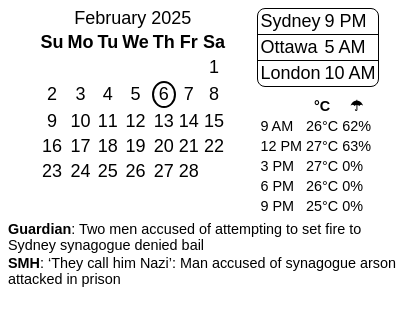 February 2025
Su Mo Tu We Th Fr Sa
1
2 3 4 5 6 7 8
9 10 11 12 13 14 15
16 17 18 19 20 21 22
23 24 25 26 27 28
Sydney 9 PM
Ottawa 5 AM
London 10 AM
°C ☂
9 AM 26°C 62%
12 PM 27°C 63%
3 PM 27°C 0%
6 PM 26°C 0%
9 PM 25°C 0%
Guardian: Two men accused of attempting to set fire to
Sydney synagogue denied bail
SMH: ‘They call him Nazi’: Man accused of synagogue arson
attacked in prison